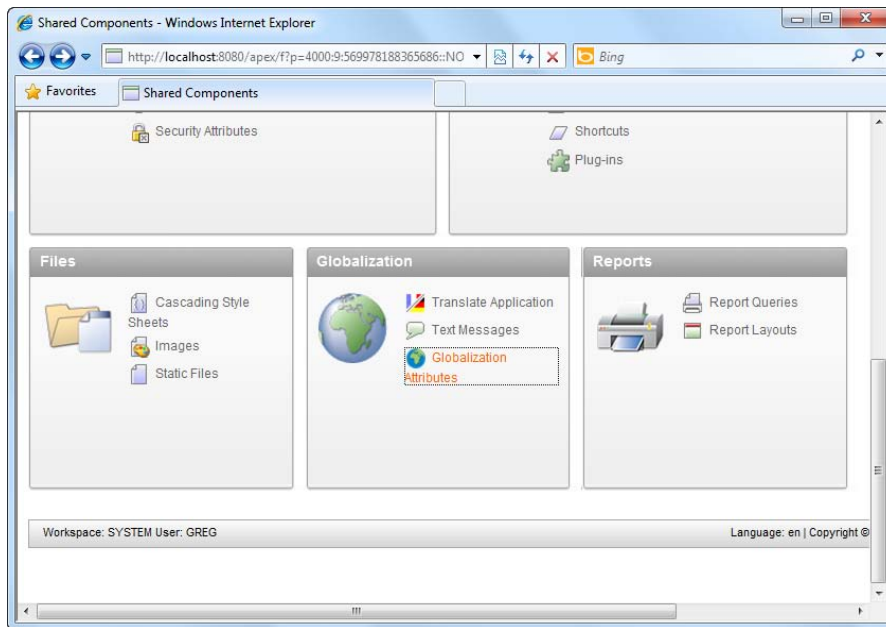 Shared Components - Windows Internet Explorer
http://localhost:8080/apex/f?p=4000:9:569978188365686::NO
Bing
Favorites
Shared Components
Security Attributes
Shortcuts
Plug-ins
Files
Globalization
Reports
Cascading Style
Sheets
Images
Static Files
Translate Application
Text Messages
Globalization
Attributes
Report Queries
Report Layouts
Workspace: SYSTEM User: GREG
Language: en | Copyright ©